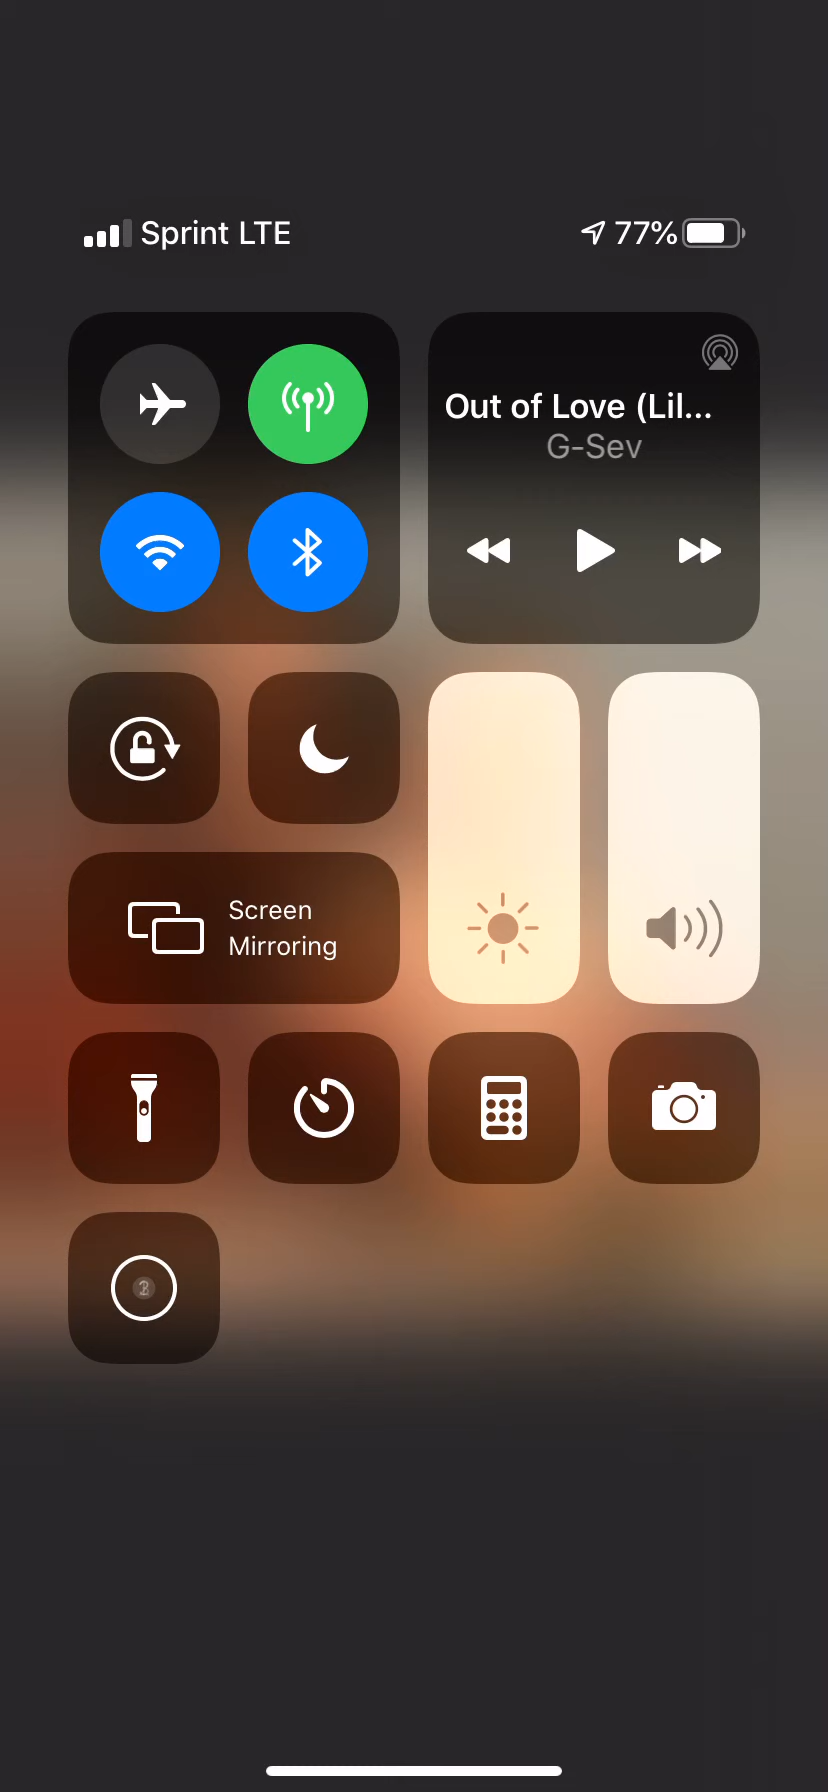 Sprint LTE
77%
Out of Love (Lil...
G-Sev
Screen
Mirroring